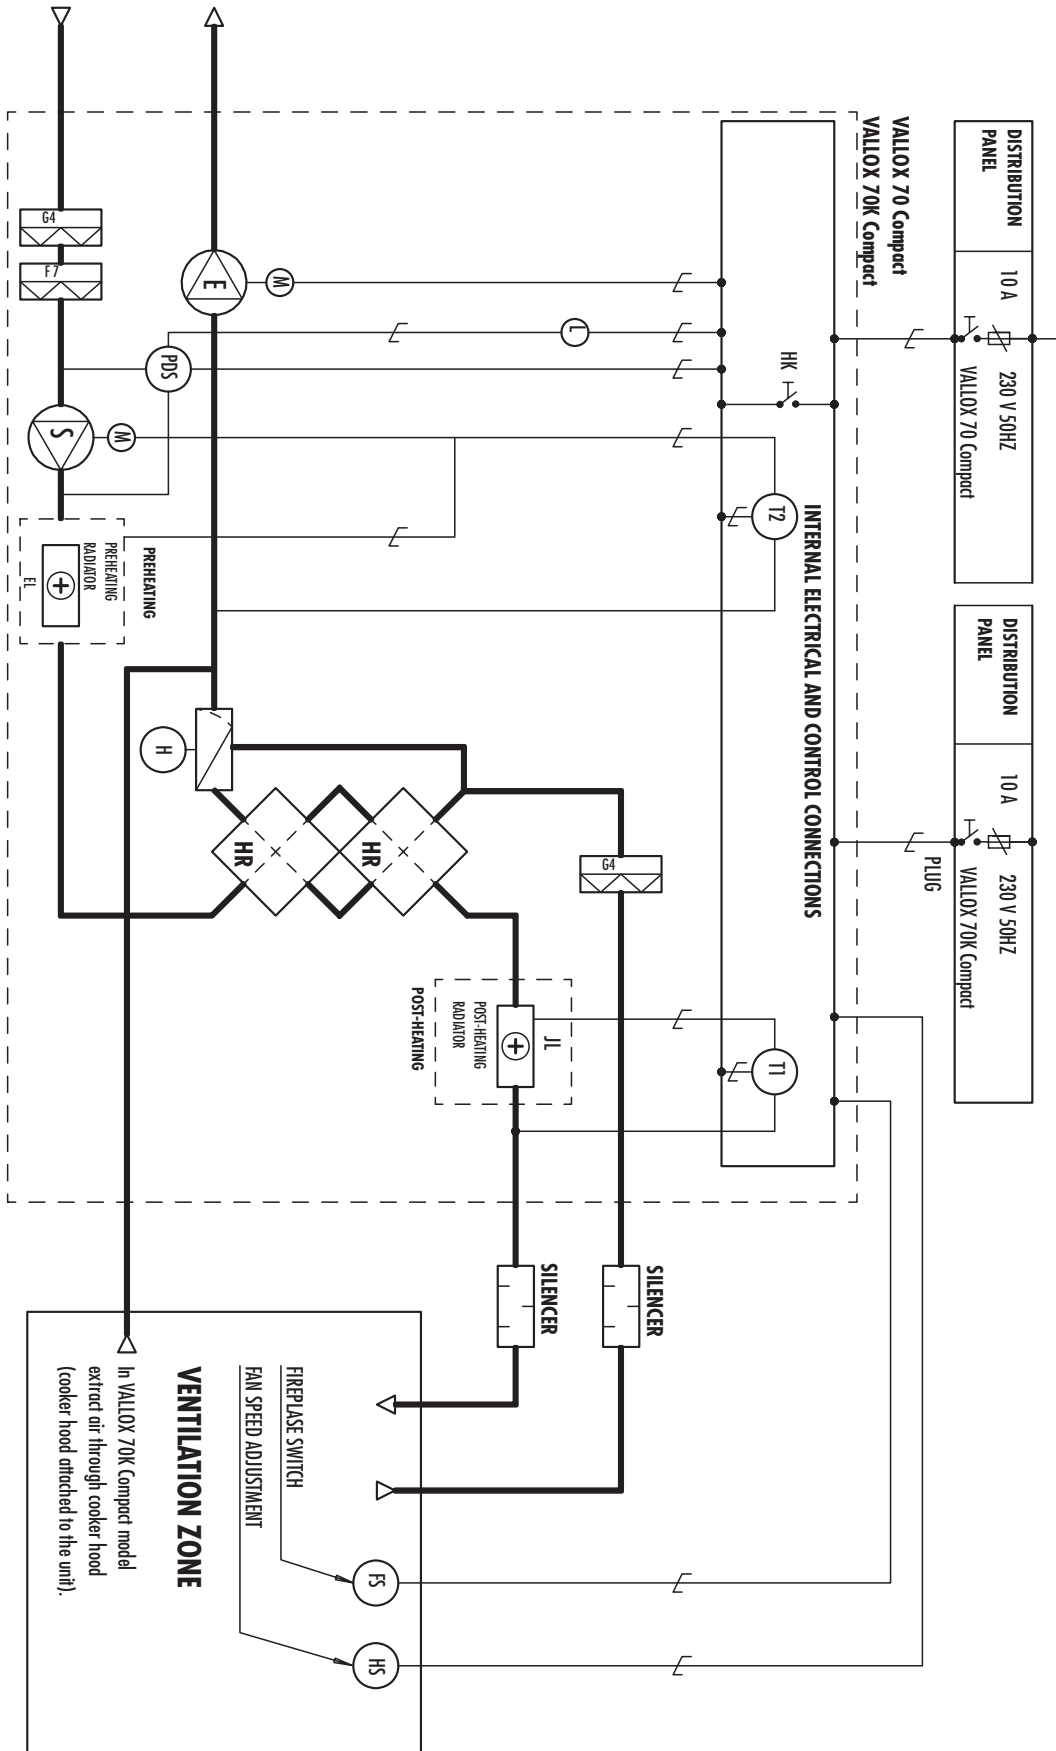 DISTRIBUTION
PANEL
10 A
230 V 50HZ
VALLOX 70 Compact
DISTRIBUTION
PANEL
10 A
230 V 50HZ
VALLOX 70K Compact
PLUG
VALLOX 70 Compact
VALLOX 70K Compact
HK
INTERNAL ELECTRICAL AND CONTROL CONNECTIONS
T2
T1
M
L
PDS
E
M
S
G4
F7
PREHEATING
PREHEATING
RADIATOR
EL
H
HR
HR
G4
JL
POST-HEATING
RADIATOR
POST-HEATING
SILENCER
SILENCER
FIREPLASE SWITCH
FAN SPEED ADJUSTMENT
FS
HS
VENTILATION ZONE
In VALLOX 70K Compact model
extract air through cooker hood
(cooker hood attached to the unit).